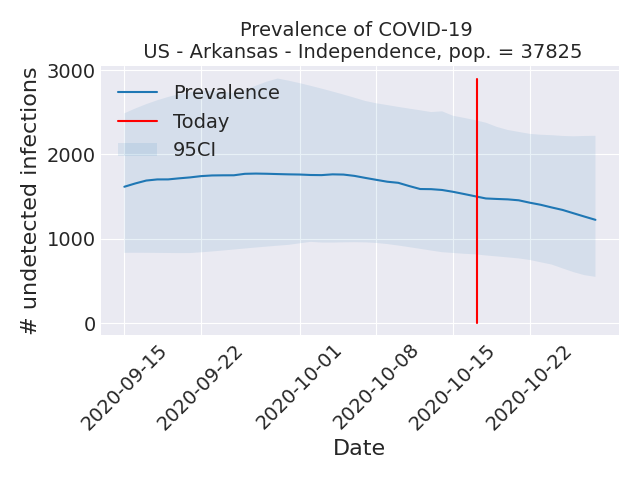 Prevalence of COVID-19
US - Arkansas - Independence, pop. = 37825
# undetected infections
3000
2000
1000
0
Prevalence
Today
95CI
2020-09-15
2020-09-22
2020-10-01
2020-10-08
2020-10-15
2020-10-22
Date